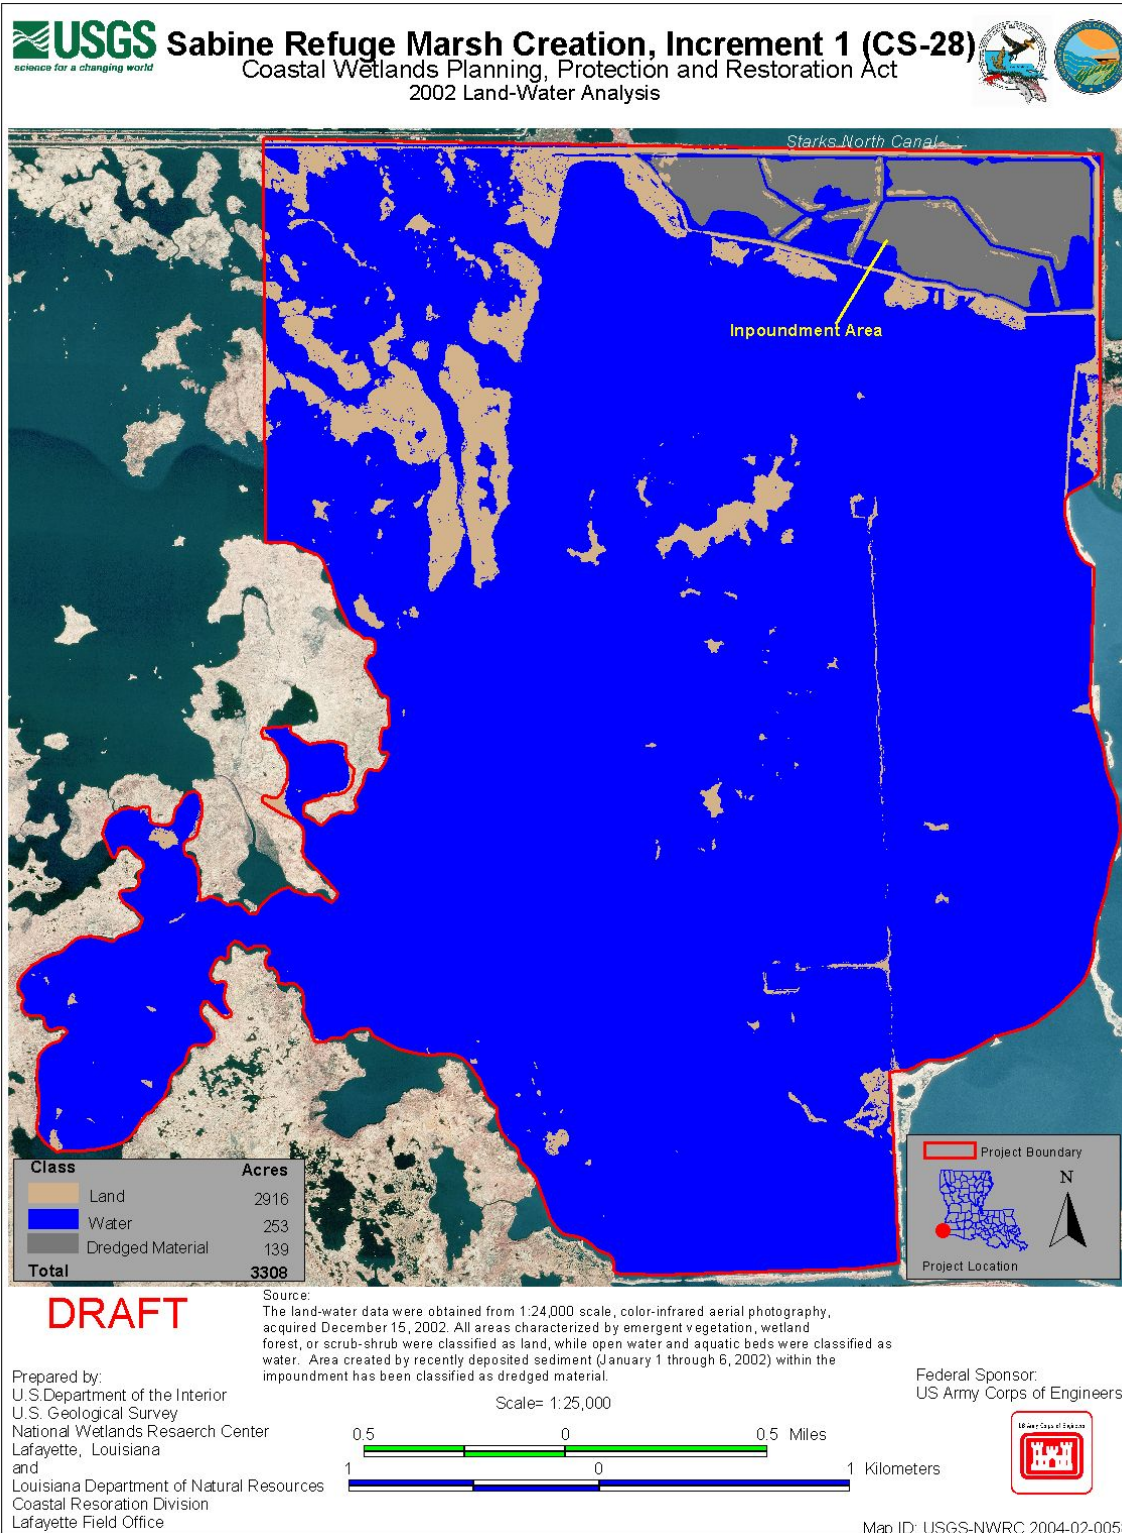 USGS
science for a changing world
Sabine Refuge Marsh Creation, Increment 1 (CS-28)
Coastal Wetlands Planning, Protection and Restoration Act
2002 Land-Water Analysis
Starks North Canal
Inpoundment Area
Class Acres
Land 2916
Water 253
Dredged Material 139
Total 3308
Project Boundary
N
Project Location
DRAFT
Source:
The land-water data were obtained from 1:24,000 scale, color-infrared aerial photography,
acquired December 15, 2002. All areas characterized by emergent vegetation, wetland
forest, or scrub-shrub were classified as land, while open water and aquatic beds were classified as
water. Area created by recently deposited sediment (January 1 through 6, 2002) within the
impoundment has been classified as dredged material.
Prepared by:
U.S.Department of the Interior
U.S. Geological Survey
National Wetlands Resaerch Center
Lafayette, Louisiana
and
Louisiana Department of Natural Resources
Coastal Resoration Division
Lafayette Field Office
Scale= 1:25,000
0.5 0 0.5 Miles
1 0 1 Kilometers
Federal Sponsor:
US Army Corps of Engineers
US Army Corps of Engineers
Map ID: USGS-NWRC 2004-02-005